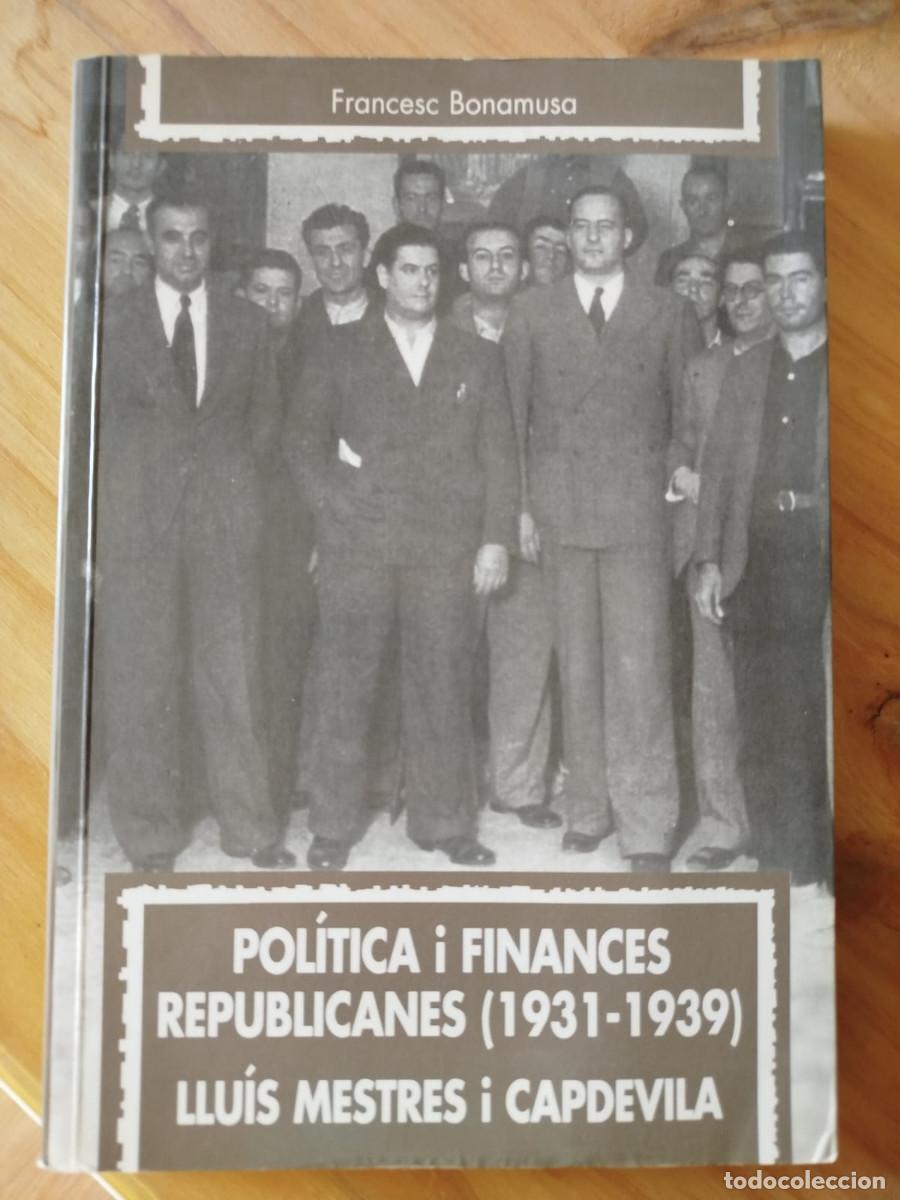 Francesc Bonamusa
POLÍTICA i FINANCES
REPUBLICANES (1931-1939)
LLUÍS MESTRES i CAPDEVILA
todocoleccion